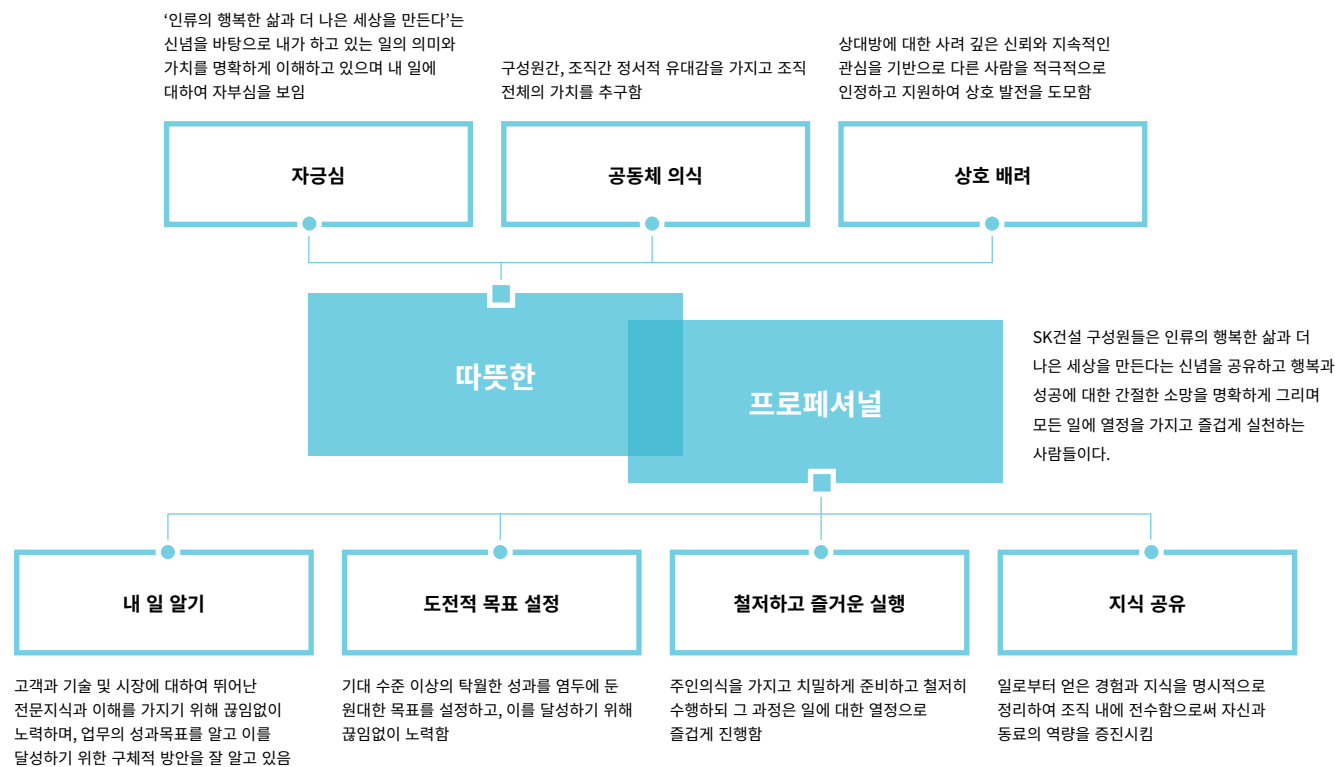 ‘인류의 행복한 삶과 더 나은 세상을 만든다’는
신념을 바탕으로 내가 하고 있는 일의 의미와
가치를 명확하게 이해하고 있으며 내 일에
대하여 자부심을 보임
구성원간, 조직간 정서적 유대감을 가지고 조직
전체의 가치를 추구함
상대방에 대한 사려 깊은 신뢰와 지속적인
관심을 기반으로 다른 사람을 적극적으로
인정하고 지원하여 상호 발전을 도모함
자긍심
공동체 의식
상호 배려
따뜻한
프로페셔널
SK건설 구성원들은 인류의 행복한 삶과 더
나은 세상을 만든다는 신념을 공유하고 행복과
성공에 대한 간절한 소망을 명확하게 그리며
모든 일에 열정을 가지고 즐겁게 실천하는
사람들이다.
내 일 알기
도전적 목표 설정
철저하고 즐거운 실행
지식 공유
고객과 기술 및 시장에 대하여 뛰어난
전문지식과 이해를 가지기 위해 끊임없이
노력하며, 업무의 성과목표를 알고 이를
달성하기 위한 구체적 방안을 잘 알고 있음
기대 수준 이상의 탁월한 성과를 염두에 둔
원대한 목표를 설정하고, 이를 달성하기 위해
끊임없이 노력함
주인의식을 가지고 치밀하게 준비하고 철저히
수행하되 그 과정은 일에 대한 열정으로
즐겁게 진행함
일로부터 얻은 경험과 지식을 명시적으로
정리하여 조직 내에 전수함으로써 자신과
동료의 역량을 증진시킴